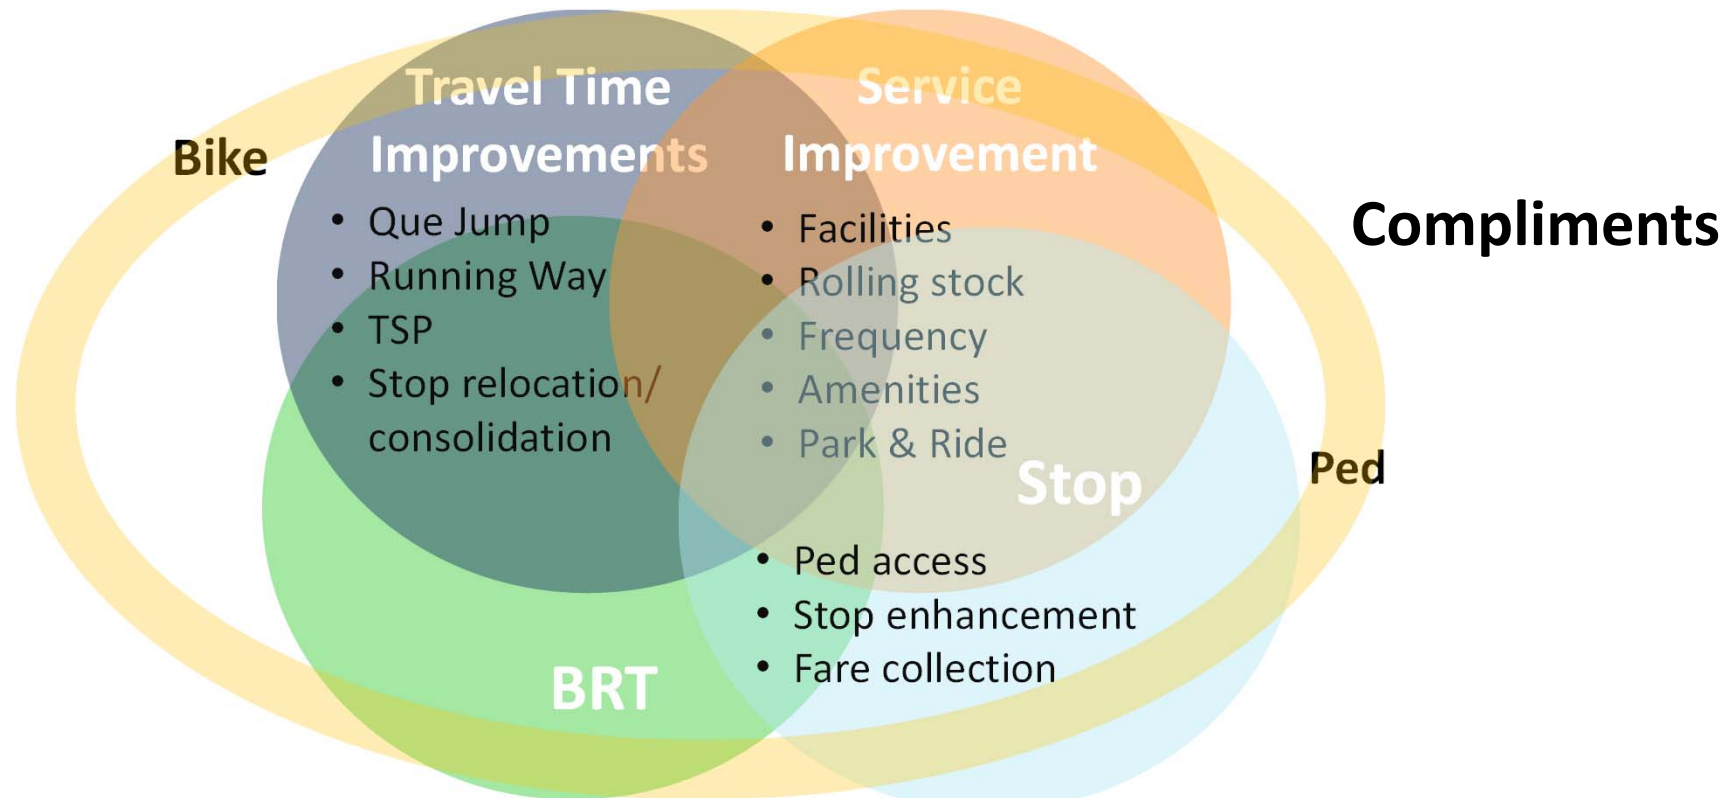 Travel Time
Improvements
• Que Jump
• Running Way
• TSP
• Stop relocation/
consolidation
Service
Improvement
• Facilities
• Rolling stock
• Frequency
• Amenities
• Park & Ride
Bike
Compliments
Ped
Stop
• Ped access
• Stop enhancement
• Fare collection
BRT